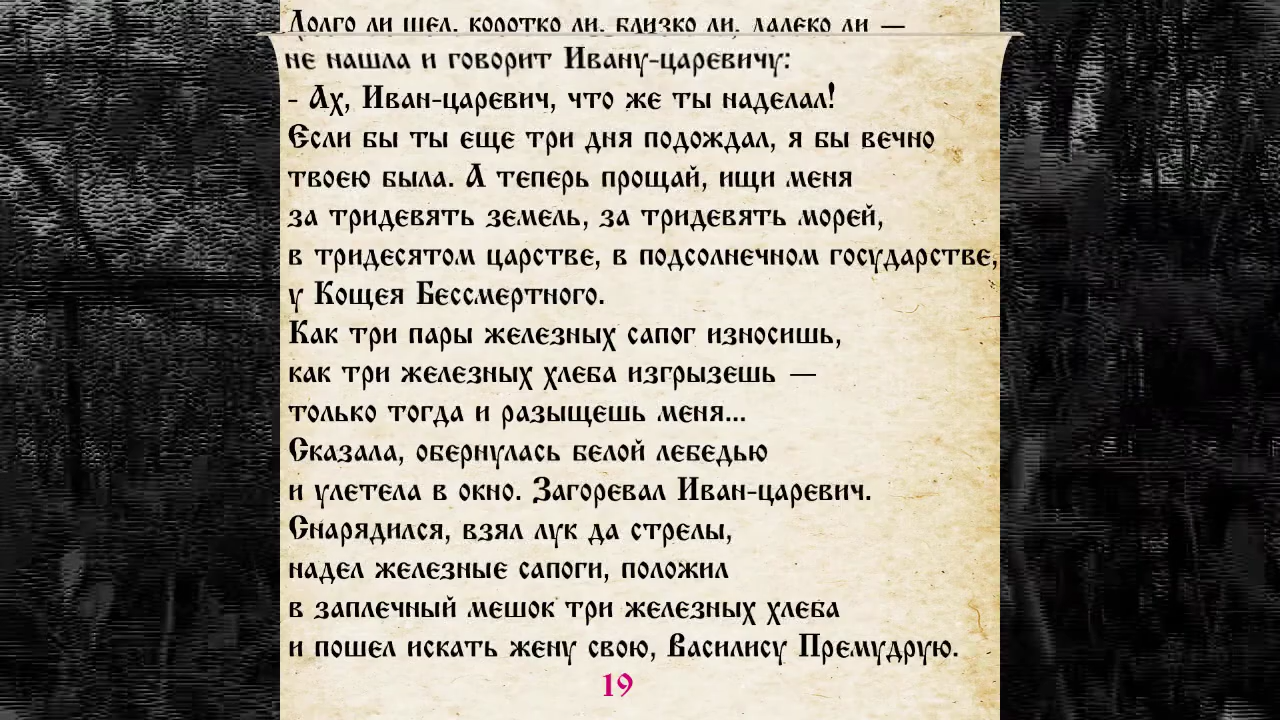 Долго ли шел, коротко ли, близко ли, далеко ли —
не нашла и говорит Ивану-царевичу:
- Ах, Иван-царевич, что же ты наделал!
Если бы ты еще три дня подождал, я бы вечно
твоею была. А теперь прощай, ищи меня
за тридевять земель, за тридевять морей,
в тридесятом царстве, в подсолнечном государстве,
у Кощея Бессмертного.
Как три пары железных сапог износишь,
как три железных хлеба изгрызешь —
только тогда и разыщешь меня...
Сказала, обернулась белой лебедью
и улетела в окно. Загоревал Иван-царевич.
Снарядился, взял лук да стрелы,
надел железные сапоги, положил
в заплечный мешок три железных хлеба
и пошел искать жену свою, Василису Премудрую.
19